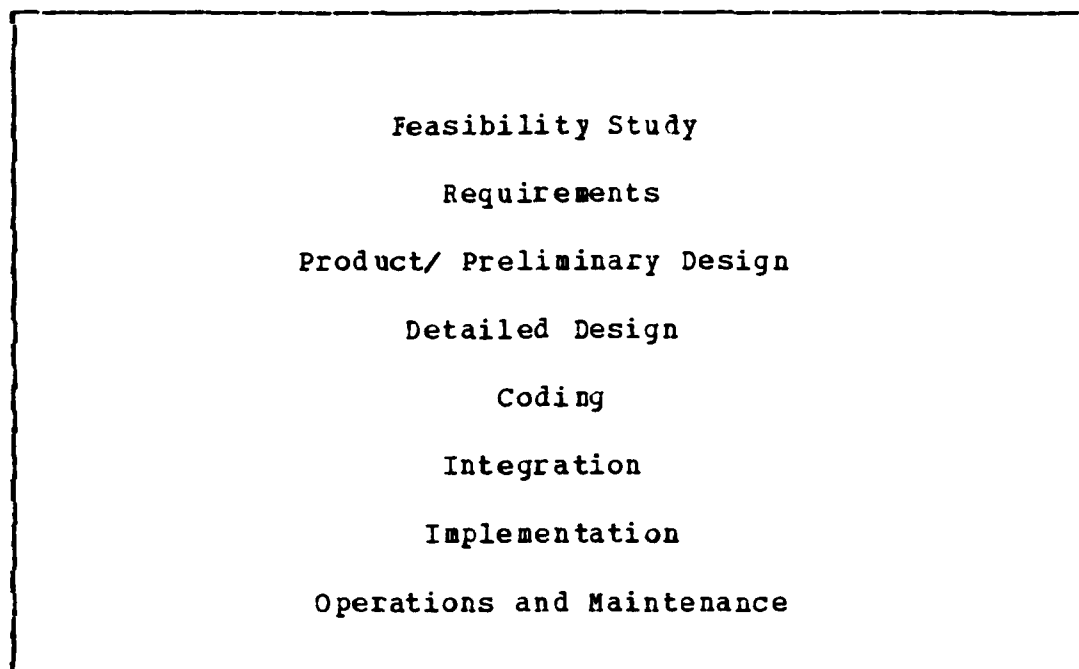 Feasibility Study
Requirements
Product/ Preliminary Design
Detailed Design
Coding
Integration
Implementation
Operations and Maintenance